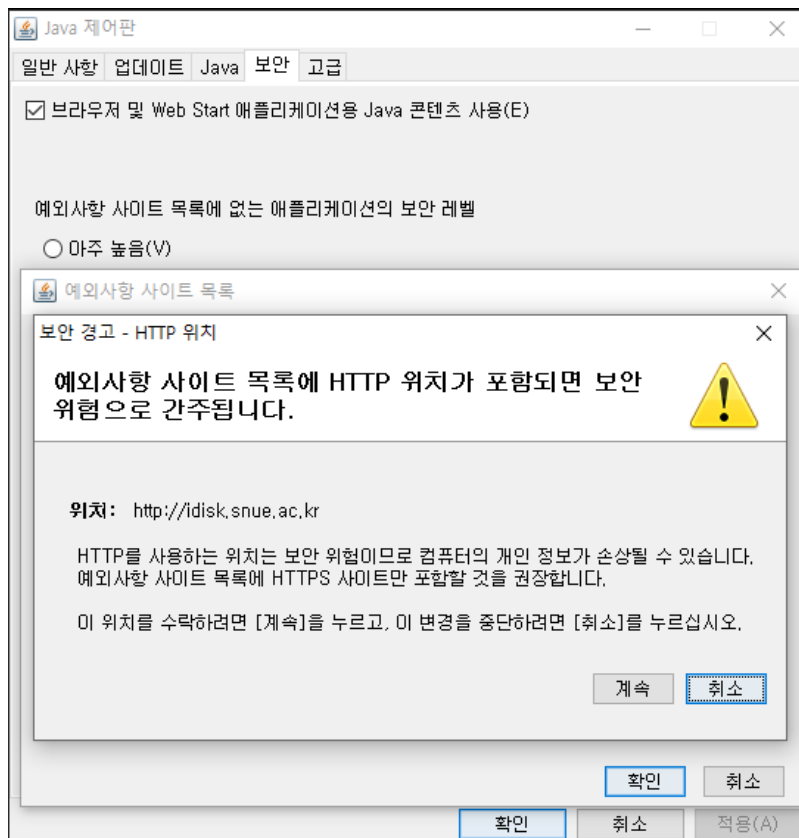 Java 제어판
일반 사항 업데이트 Java 보안 고급
브라우저 및 Web Start 애플리케이션용 Java 콘텐츠 사용(E)
예외사항 사이트 목록에 없는 애플리케이션의 보안 레벨
아주 높음(V)
예외사항 사이트 목록
보안 경고 - HTTP 위치
예외사항 사이트 목록에 HTTP 위치가 포함되면 보안
위험으로 간주됩니다.
위치: http://idisk.snue.ac.kr
HTTP를 사용하는 위치는 보안 위험이므로 컴퓨터의 개인 정보가 손상될 수 있습니다.
예외사항 사이트 목록에 HTTPS 사이트만 포함할 것을 권장합니다.
이 위치를 수락하려면 [계속]을 누르고, 이 변경을 중단하려면 [취소]를 누르십시오.
계속 취소
확인 취소
확인 취소 적용(A)